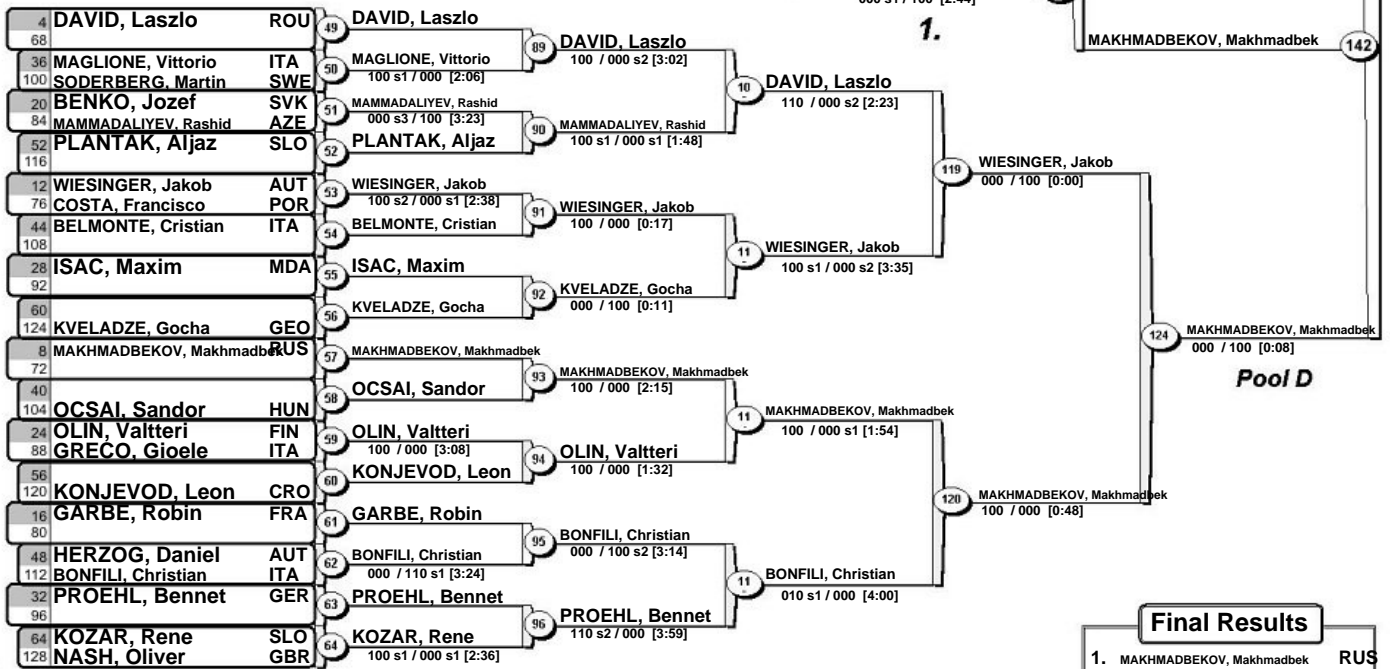 000 s1 / 100 [2:44]
1.
MAKHMADBEKOV, Makhmadbek
142
4 DAVID, Laszlo ROU
68
49
DAVID, Laszlo
36 MAGLIONE, Vittorio ITA
100 SODERBERG, Martin SWE
50
MAGLIONE, Vittorio
100 s1 / 000 [2:06]
89
DAVID, Laszlo
100 / 000 s2 [3:02]
20 BENKO, Jozef SVK
84 MAMMADALIYEV, Rashid AZE
51
MAMMADALIYEV, Rashid
000 s3 / 100 [3:23]
52 PLANTAK, Aljaz SLO
116
52
PLANTAK, Aljaz
90
MAMMADALIYEV, Rashid
100 s1 / 000 s1 [1:48]
10
DAVID, Laszlo
110 / 000 s2 [2:23]
12 WIESINGER, Jakob AUT
76 COSTA, Francisco POR
53
WIESINGER, Jakob
100 s2 / 000 s1 [2:38]
44 BELMONTE, Cristian ITA
108
54
BELMONTE, Cristian
91
WIESINGER, Jakob
100 / 000 [0:17]
28 ISAC, Maxim MDA
92
55
ISAC, Maxim
60
124 KVELADZE, Gocha GEO
56
KVELADZE, Gocha
92
KVELADZE, Gocha
000 / 100 [0:11]
11
WIESINGER, Jakob
100 s1 / 000 s2 [3:35]
119
WIESINGER, Jakob
000 / 100 [0:00]
8 MAKHMADBEKOV, Makhmadbek RUS
72
57
MAKHMADBEKOV, Makhmadbek
40
104 OCSAI, Sandor HUN
58
OCSAI, Sandor
93
MAKHMADBEKOV, Makhmadbek
100 / 000 [2:15]
24 OLIN, Valtteri FIN
88 GRECO, Gioele ITA
59
OLIN, Valtteri
100 / 000 [3:08]
56
120 KONJEVOD, Leon CRO
60
KONJEVOD, Leon
94
OLIN, Valtteri
100 / 000 [1:32]
11
MAKHMADBEKOV, Makhmadbek
100 / 000 s1 [1:54]
16 GARBE, Robin FRA
80
61
GARBE, Robin
48 HERZOG, Daniel AUT
112 BONFILI, Christian ITA
62
BONFILI, Christian
000 / 110 s1 [3:24]
95
BONFILI, Christian
000 / 100 s2 [3:14]
32 PROEHL, Bennet GER
96
63
PROEHL, Bennet
64 KOZAR, Rene SLO
128 NASH, Oliver GBR
64
KOZAR, Rene
100 s1 / 000 s1 [2:36]
96
PROEHL, Bennet
110 s2 / 000 [3:59]
11
BONFILI, Christian
010 s1 / 000 [4:00]
120
MAKHMADBEKOV, Makhmadbek
100 / 000 [0:48]
124
MAKHMADBEKOV, Makhmadbek
000 / 100 [0:08]
Pool D
Final Results
1. MAKHMADBEKOV, Makhmadbek RUS